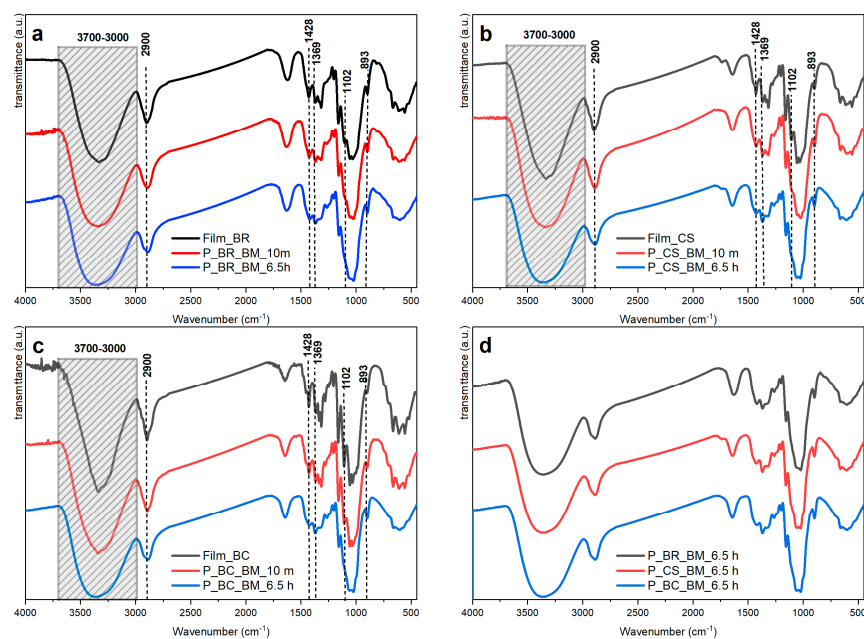 a
3700-3000
2900
1428
1369
1102
893
transmittance (a.u.)
Film_BR
P_BR_BM_10m
P_BR_BM_6.5h
4000 3500 3000 2500 2000 1500 1000 500
Wavenumber (cm-1)
b
3700-3000
2900
1428
1369
1102
893
transmittance (a.u.)
Film_CS
P_CS_BM_10 m
P_CS_BM_6.5 h
4000 3500 3000 2500 2000 1500 1000 500
Wavenumber (cm-1)
c
3700-3000
2900
1428
1369
1102
893
transmittance (a.u.)
Film_BC
P_BC_BM_10 m
P_BC_BM_6.5 h
4000 3500 3000 2500 2000 1500 1000 500
Wavenumber (cm-1)
d
transmittance (a.u.)
P_BR_BM_6.5 h
P_CS_BM_6.5 h
P_BC_BM_6.5 h
4000 3500 3000 2500 2000 1500 1000 500
Wavenumber (cm-1)